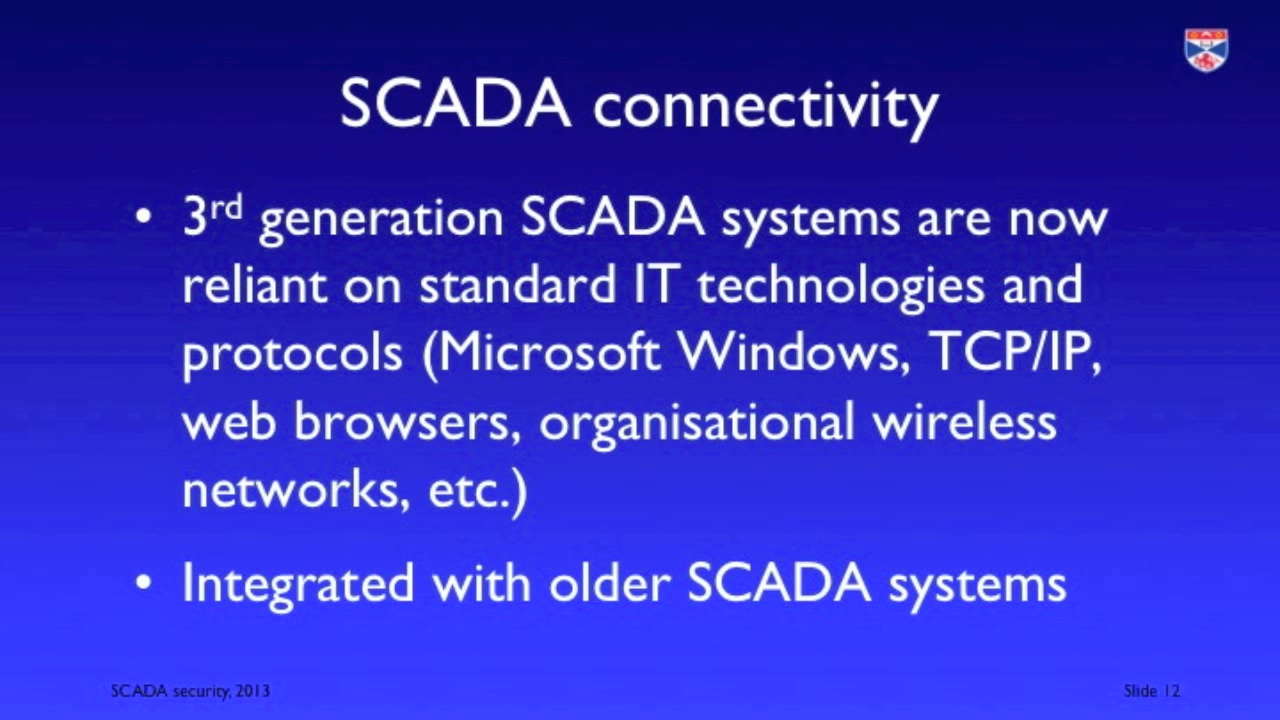 SCADA connectivity
• 3rd generation SCADA systems are now
reliant on standard IT technologies and
protocols (Microsoft Windows, TCP/IP,
web browsers, organisational wireless
networks, etc.)
• Integrated with older SCADA systems
SCADA security, 2013
Slide 12